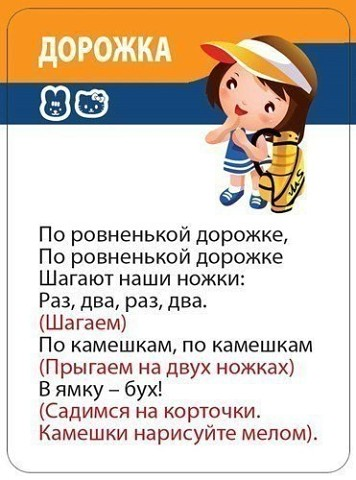 ДОРОЖКА
По ровненькой дорожке,
По ровненькой дорожке
Шагают наши ножки:
Раз, два, раз, два.
(Шагаем)
По камешкам, по камешкам
(Прыгаем на двух ножках)
В ямку – бух!
(Садимся на корточки.
Камешки нарисуйте мелом).